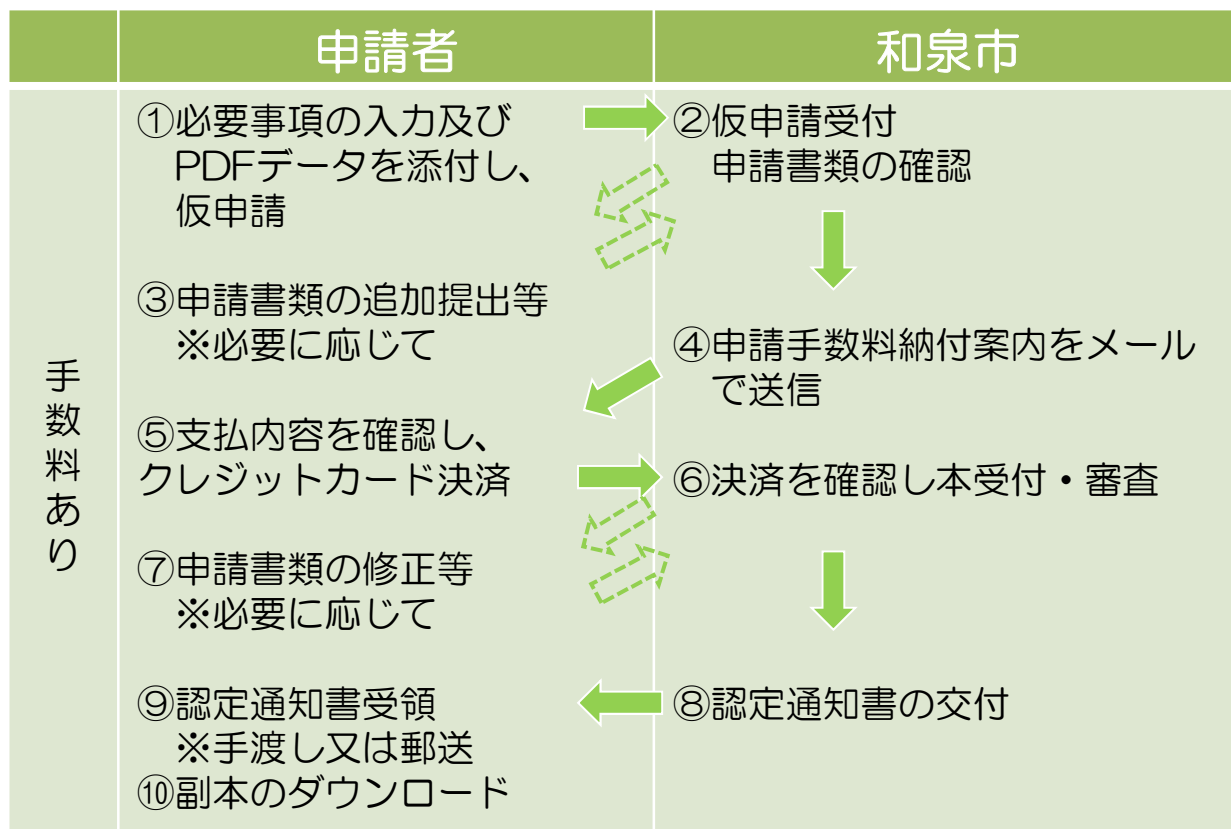 申請者
和泉市
手数料あり
①必要事項の入力及び
PDFデータを添付し、
仮申請
②仮申請受付
申請書類の確認
③申請書類の追加提出等
※必要に応じて
④申請手数料納付案内をメール
で送信
⑤支払内容を確認し、
クレジットカード決済
⑥決済を確認し本受付・審査
⑦申請書類の修正等
※必要に応じて
⑧認定通知書の交付
⑨認定通知書受領
※手渡し又は郵送
⑩副本のダウンロード